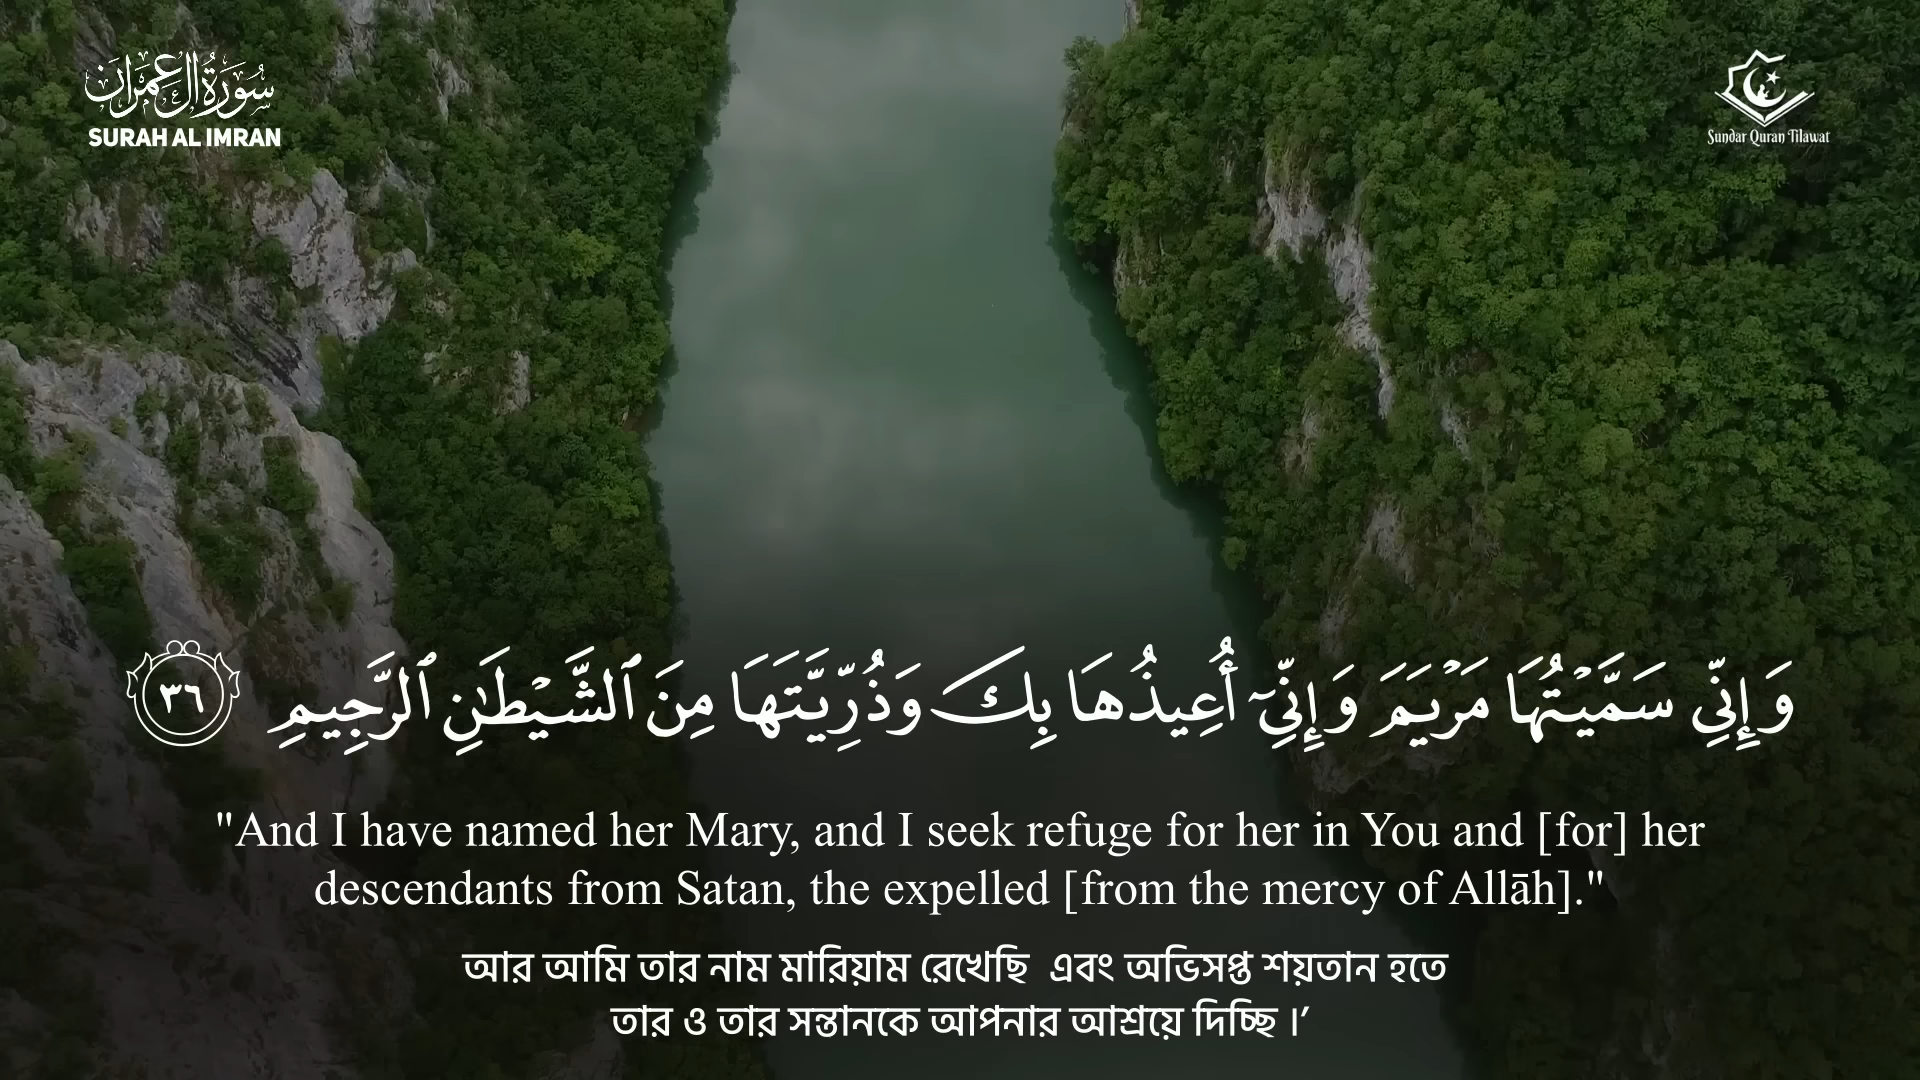 سورة ال عمران
SURAH AL IMRAN
Sundar Quran Tilawat
وَإِنِّي سَمَّيۡتُهَا مَرۡيَمَ وَإِنِّيٓ أُعِيذُهَا بِكَ وَذُرِّيَّتَهَا مِنَ ٱلشَّيۡطَٰنِ ٱلرَّجِيمِ ٣٦
"And I have named her Mary, and I seek refuge for her in You and [for] her
descendants from Satan, the expelled [from the mercy of Allāh]."
আর আমি তার নাম মারিয়াম রেখেছি এবং অভিসপ্ত শয়তান হতে
তার ও তার সন্তানকে আপনার আশ্রয়ে দিচ্ছি।’